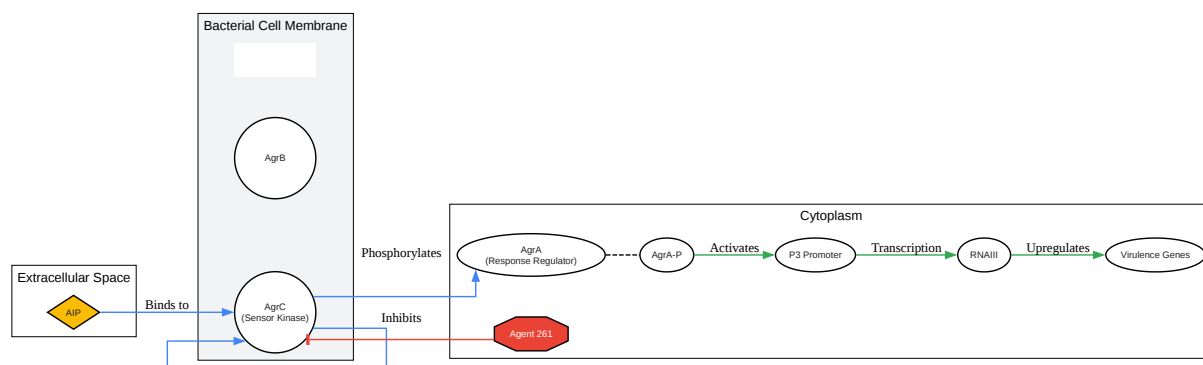 Bacterial Cell Membrane
AgrB
Cytoplasm
Phosphorylates
AgrA
(Response Regulator)
AgrA-P
Activates
P3 Promoter
Transcription
RNAIII
Upregulates
Virulence Genes
Extracellular Space
AIP
Binds to
AgrC
(Sensor Kinase)
Inhibits
Agent 261